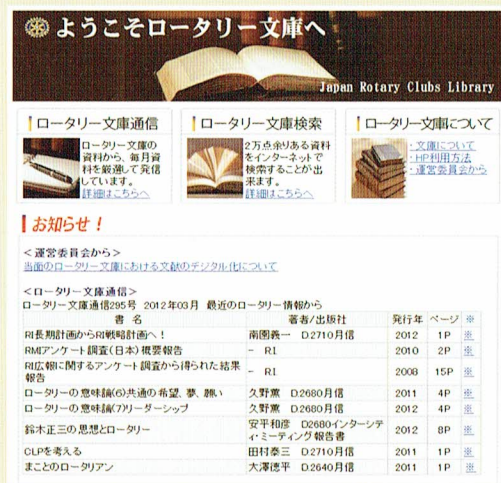 ようこそロータリー文庫へ
Japan Rotary Clubs Library
ロータリー文庫通信
ロータリー文庫の
資料から、毎月資
料を厳選して発信
しています。
詳細はこちらへ
ロータリー文庫検索
2万点余りある資料
をインターネットで
検索することが出
来ます。
詳細はこちらへ
ロータリー文庫について
・文庫について
・HP利用方法
・運営委員会から
お知らせ！
＜運営委員会から＞
当面のロータリー文庫における文献のデジタル化について
＜ロータリー文庫通信＞
ロータリー文庫通信295号 2012年03月 最近のロータリー情報から
書 名 著者/出版社 発行年 ページ ※
RI長期計画からRI戦略計画へ! 南園義一 D.2710月信 2012 1P ※
RMIアンケート調査(日本)概要報告 - RI 2010 2P ※
RI広報に関するアンケート調査から得られた結果
報告 - RI 2008 15P ※
ロータリーの意味論(6)共通の希望、夢、願い 久野薫 D2680月信 2011 4P ※
ロータリーの意味論(7)リーダーシップ 久野薫 D2680月信 2012 4P ※
鈴木正三の思想とロータリー 安平和彦 D2680インターシテ
ィ・ミーティング報告書 2012 8P ※
CLPを考える 田村泰三 D.2710月信 2011 1P ※
まことのロータリアン 大澤徳平 D.2640月信 2011 1P ※